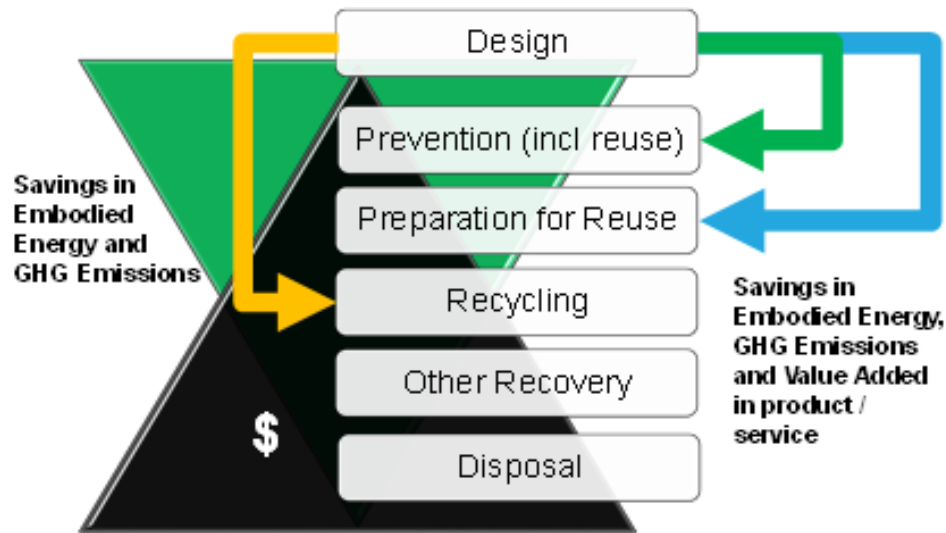 Design
Prevention (incl reuse)
Savings in
Embodied
Energy and
GHG Emissions
Preparation for Reuse
Recycling
Savings in
Embodied Energy,
GHG Emissions
and Value Added
in product /
service
Other Recovery
$
Disposal